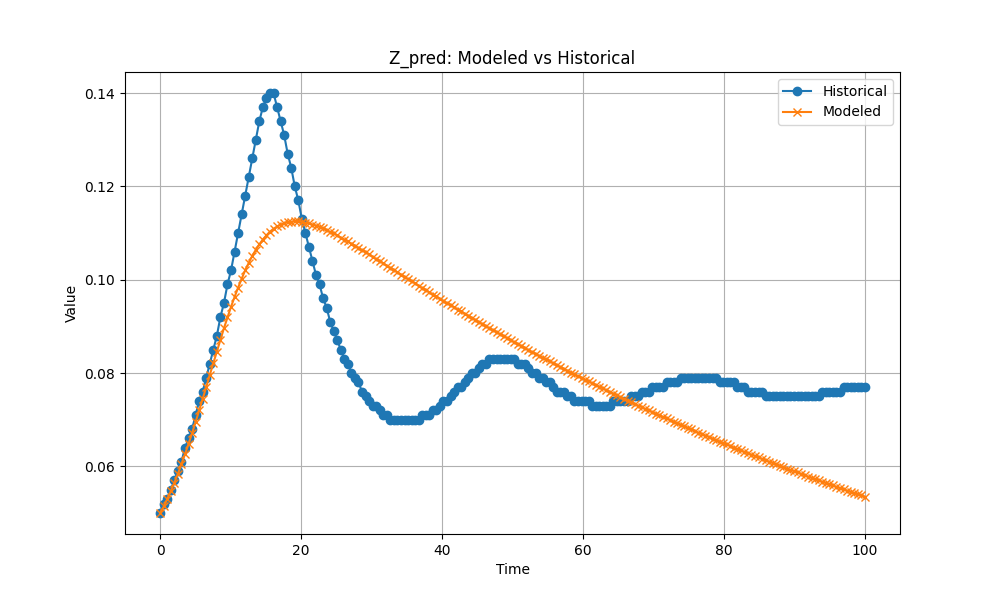 Z_pred: Modeled vs Historical
Historical
Modeled
Value
0.14
0.12
0.10
0.08
0.06
0 20 40 60 80 100
Time